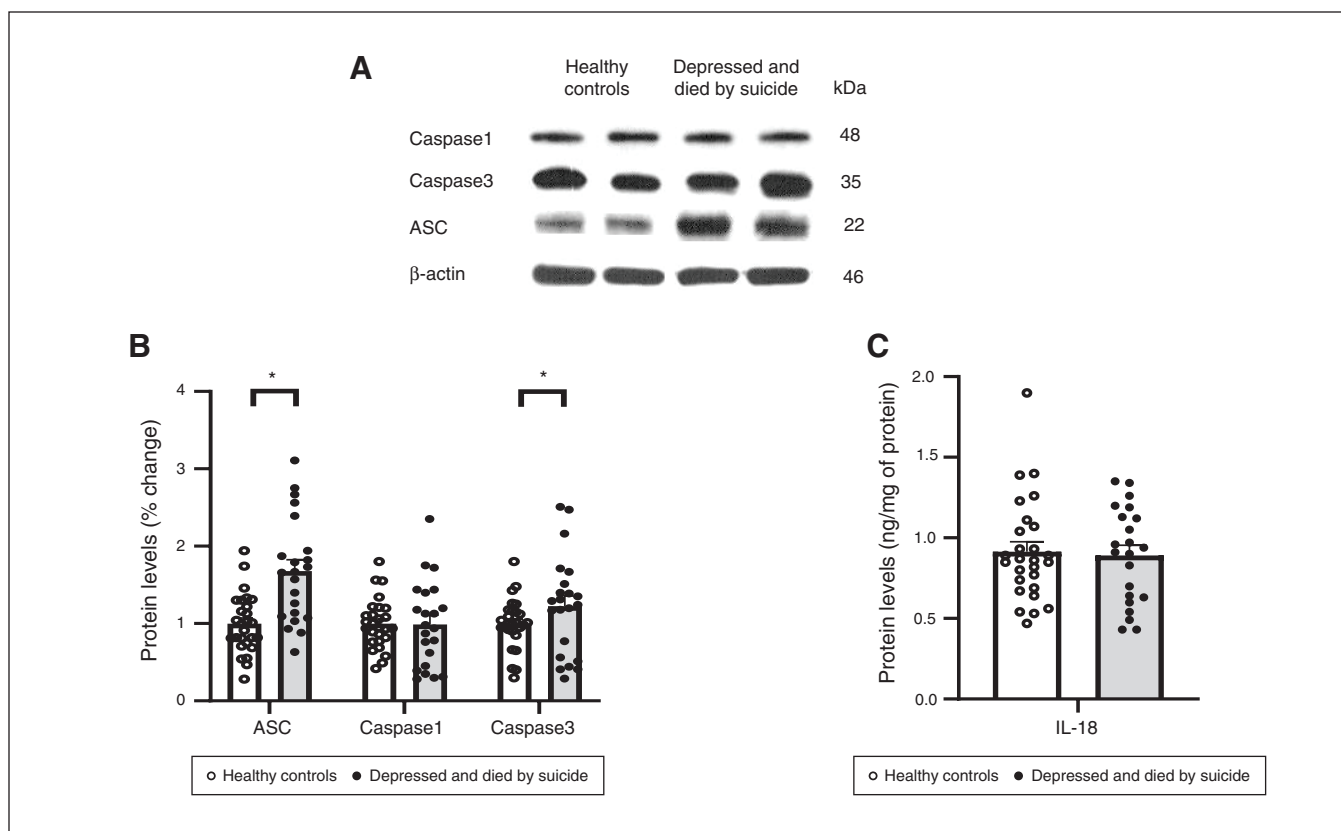 A
Healthy controls
Depressed and died by suicide
kDa
Caspase1
48
Caspase3
35
ASC
22
β-actin
46
B
*
*
Protein levels (% change)
4
3
2
1
0
ASC
Caspase1
Caspase3
Healthy controls
Depressed and died by suicide
C
Protein levels (ng/mg of protein)
2.0
1.5
1.0
0.5
0.0
IL-18
Healthy controls
Depressed and died by suicide